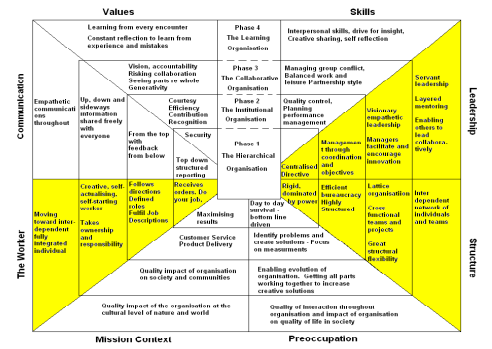 Values
Skills
Learning from every encounter
Constant reflection to learn from
experience and mistakes
Phase 4
The Learning
Organisation
Interpersonal skills, drive for insight,
Creative sharing, self reflection
Vision, accountability
Risking collaboration
Seeing parts re whole
Generativity
Phase 3
The Collaborative
Organisation
Managing group conflict,
Balanced work and
leisure Partnership style
Communication
Empathetic
communicati
ons
throughout
Up, down and
sideways
information
shared freely
with
everyone
Courtesy
Efficiency
Contribution
Recognition
Phase 2
The Institutional
Organisation
Quality control,
Planning
performance
management
Visionary
empathetic
leadership
Managers
facilitate and
encourage
innovation
Servant
leadership
Layered
mentoring
Enabling
others to
lead
collabora-
tively
Leadership
From the top
with
feedback
from below
Security
Top down
structured
reporting
Phase 1
The Hierarchical
Organisation
Centralised
Directive
Managemen
t through
coordination
and
objectives
The Worker
Moving
toward inter-
dependent
fully
integrated
individual
Creative, self-
actualising,
self-starting
worker
Takes
ownership
and
responsibility
Follows
directions
Defined
roles
Fulfil Job
Descriptions
Receives
orders. Do
your job,
Rigid,
dominated
by power
Efficient
bureaucracy
Highly
Structured
Lattice
organisation
Cross
functional
teams and
projects
Great
structural
flexibility
Inter
dependent
network of
individuals
and teams
Structure
Maximising
results
Day to day
survival -
bottom line
driven
Customer Service
Product Delivery
Identify problems and
create solutions - Focus
on measurments
Quality impact of organisation
on society and communities
Enabling evolution of
organisation. Getting all parts
working together to increase
creative solutions
Quality impact of the organisation at the
cultural level of nature and world
Quality of Interaction throughout
organisation and impact of organisation
on quality of life in society
Mission Context
Preoccupation